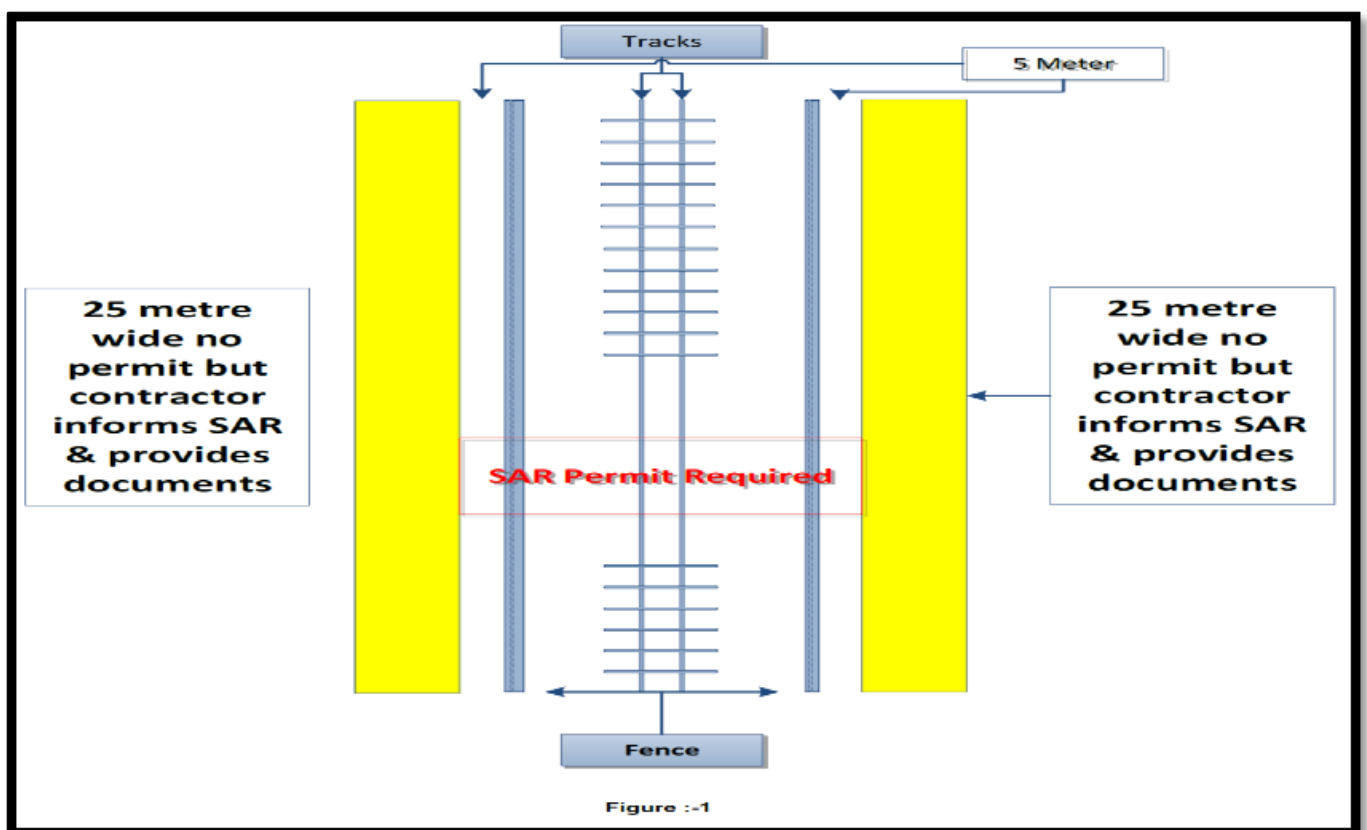 Tracks
5 Meter
25 metre
wide no
permit but
contractor
informs SAR
& provides
documents
25 metre
wide no
permit but
contractor
informs SAR
& provides
documents
SAR Permit Required
Fence
Figure :-1